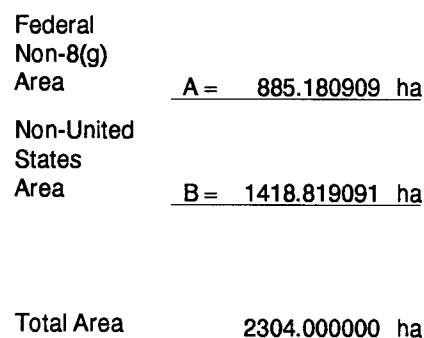 Federal
Non-8(g)
Area A = 885.180909 ha
Non-United
States
Area B = 1418.819091 ha
Total Area 2304.000000 ha